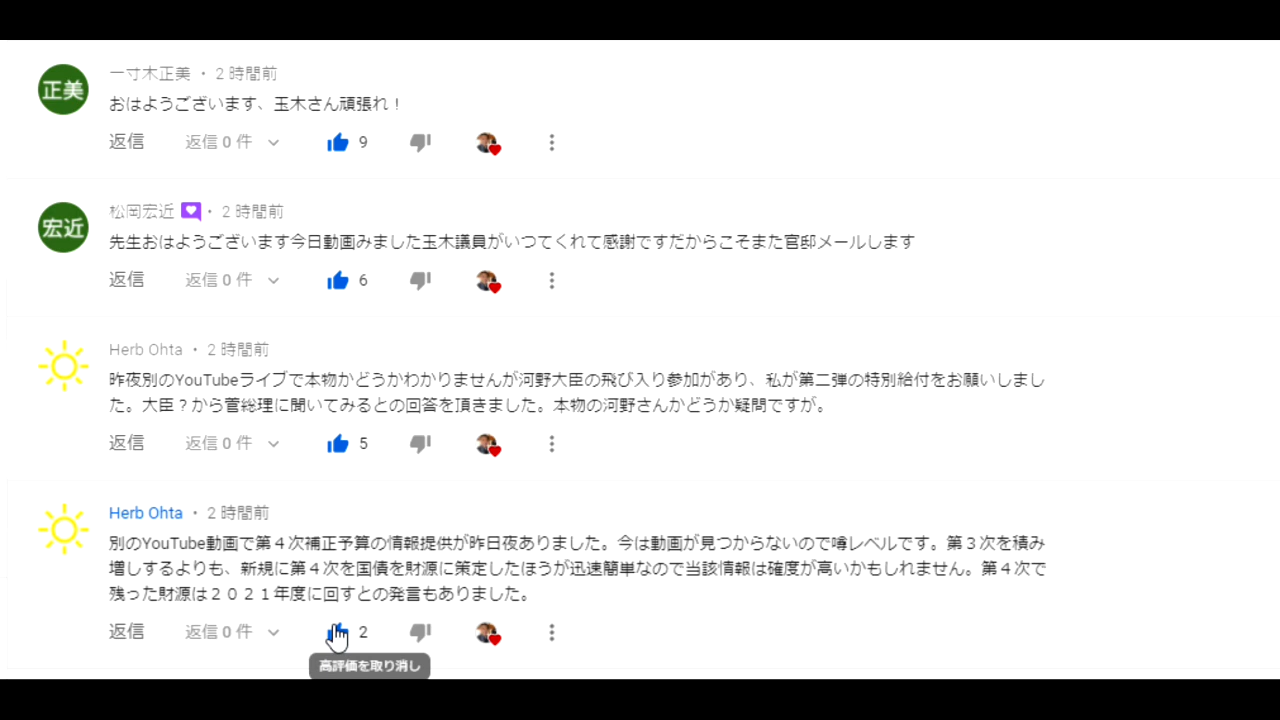 正美
一寸木正美 • 2 時間前
おはようございます、玉木さん頑張れ！
返信 返信 0 件 9
宏近
松岡宏近 • 2 時間前
先生おはようございます今日動画みました玉木議員がいつてくれて感謝ですだからこそまた官邸メールします
返信 返信 0 件 6
Herb Ohta • 2 時間前
昨夜別のYouTubeライブで本物かどうかわかりませんが河野大臣の飛び入り参加があり、私が第二弾の特別給付をお願いしまし
た。大臣？から菅総理に聞いてみるとの回答を頂きました。本物の河野さんかどうか疑問ですが。
返信 返信 0 件 5
Herb Ohta • 2 時間前
別のYouTube動画で第４次補正予算の情報提供が昨日夜ありました。今は動画が見つからないので噂レベルです。第３次を積み
増しするよりも、新規に第４次を国債を財源に策定したほうが迅速簡単なので当該情報は確度が高いかもしれません。第４次で
残った財源は２０２１年度に回すとの発言もありました。
返信 返信 0 件 2
高評価を取り消し